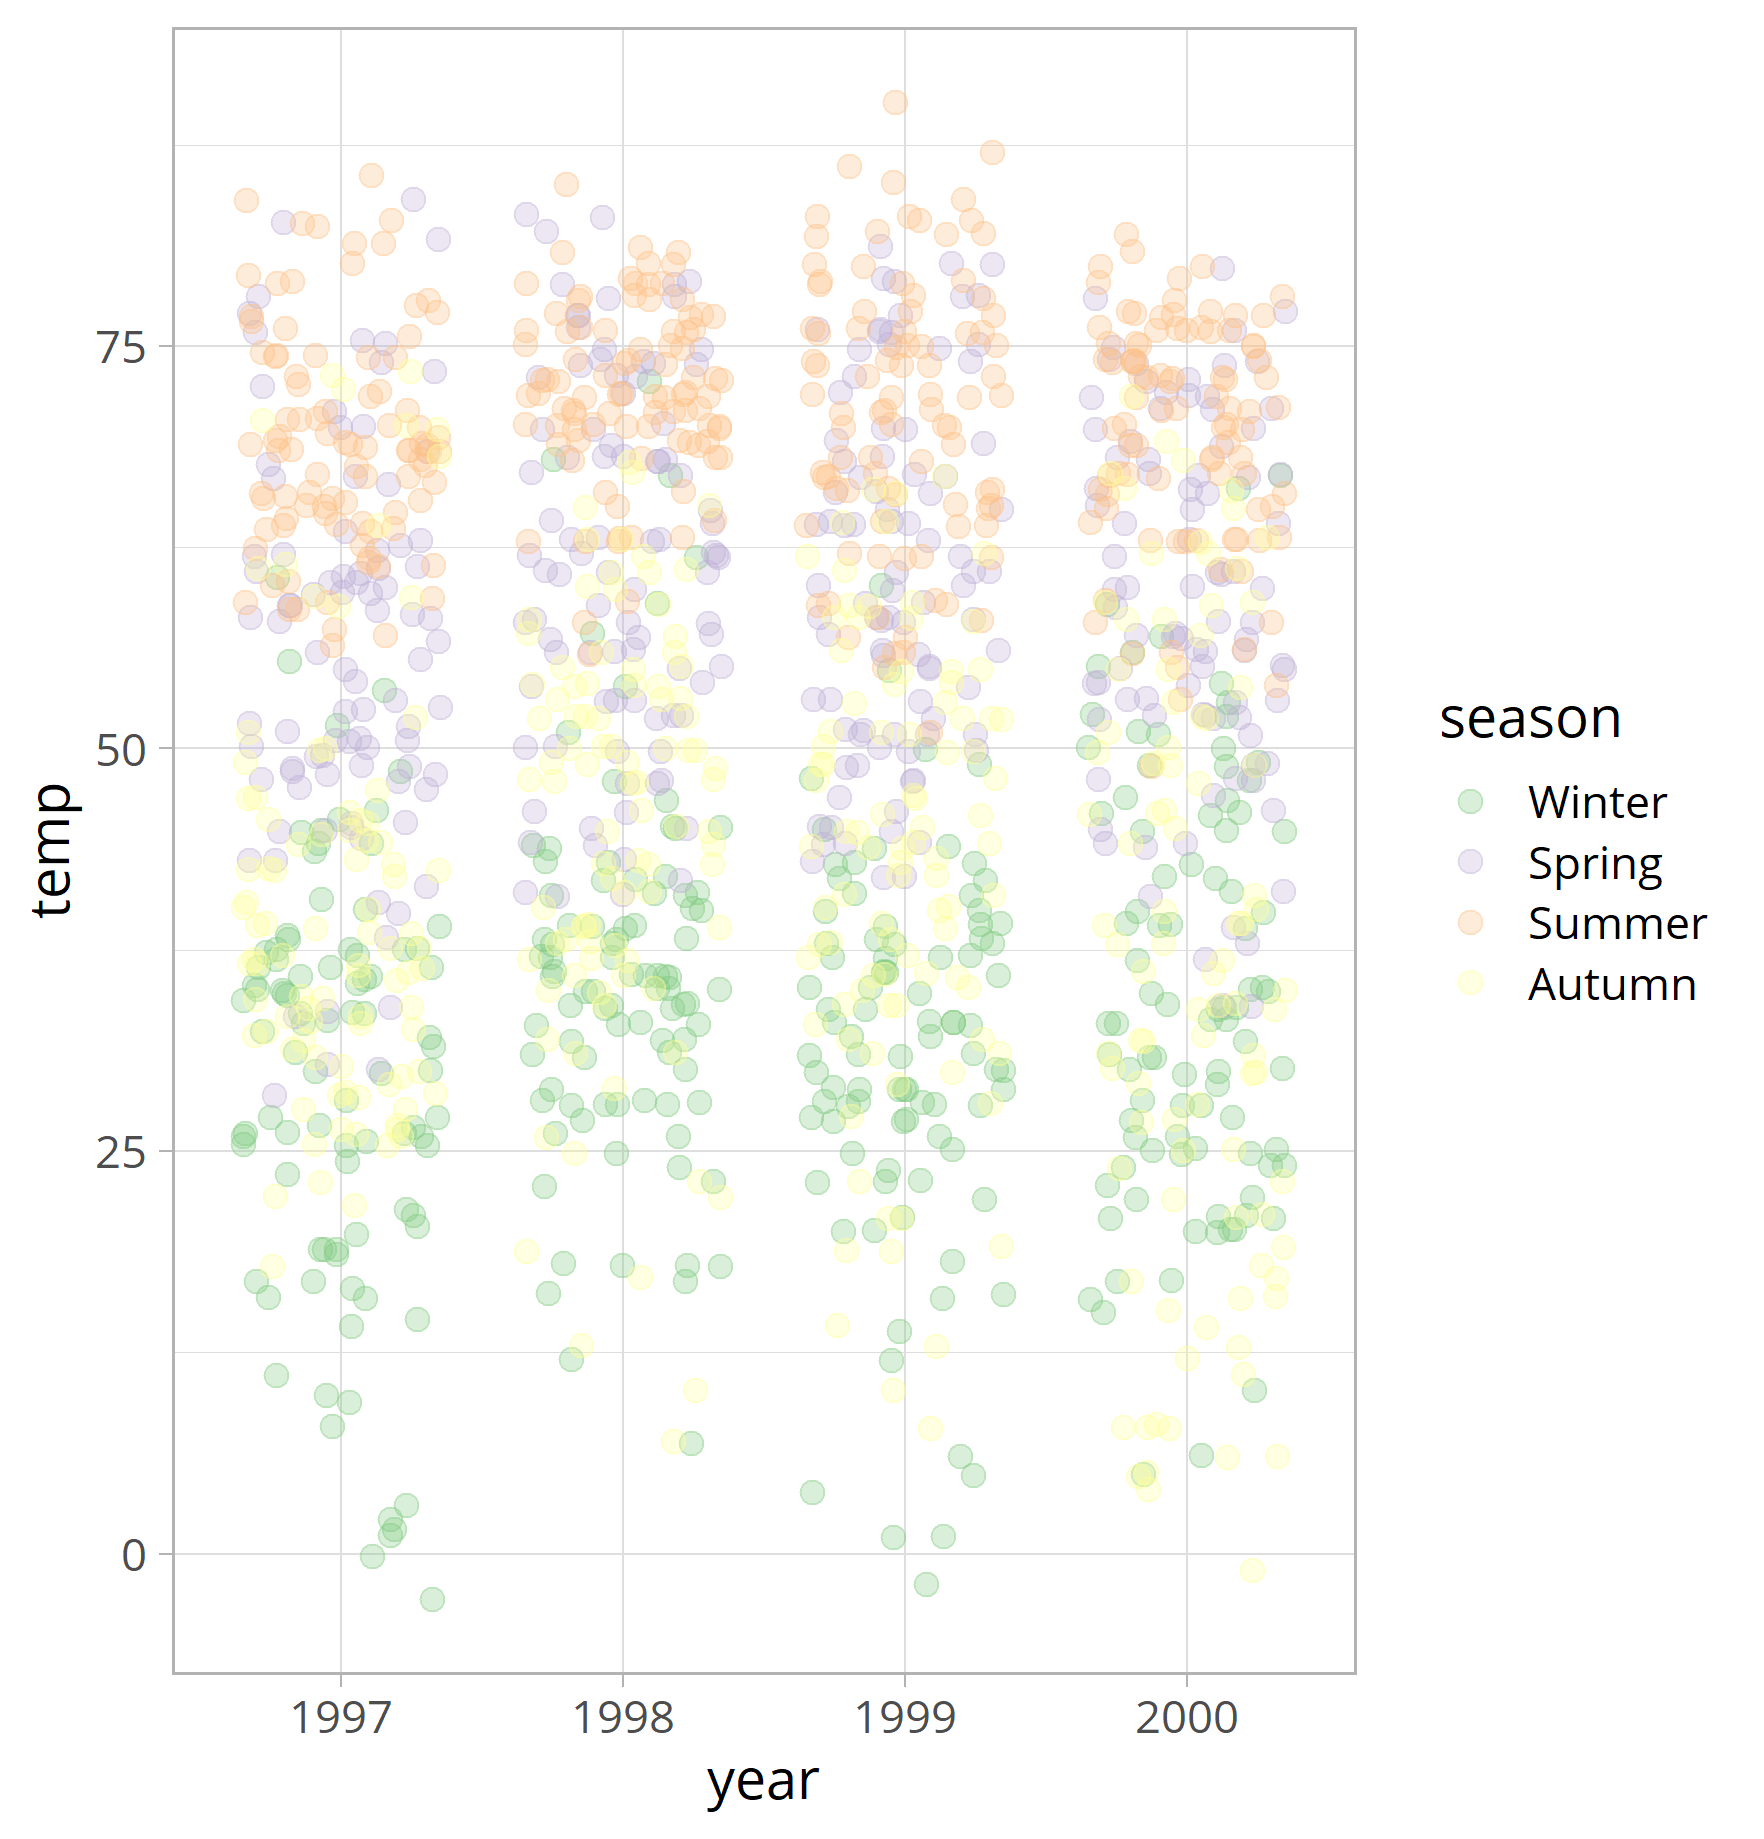 75
50
25
0
temp
1997
1998
1999
2000
year
season
Winter
Spring
Summer
Autumn